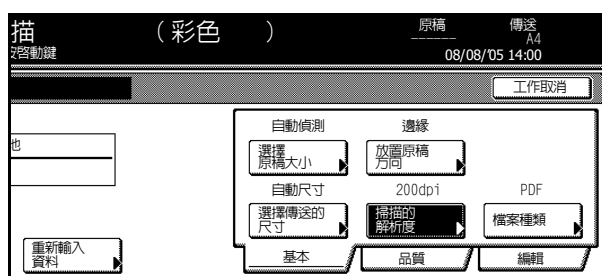 描 （彩色 ） 原稿 傳送
------ A4
按啓動鍵 08/08/'05 14:00
工作取消
自動偵測 邊緣
他
選擇 放置原稿
原稿大小 方向
自動尺寸 200dpi PDF
選擇傳送的 掃描的 檔案種類
尺寸 解析度
重新輸入
資料
基本 品質 編輯